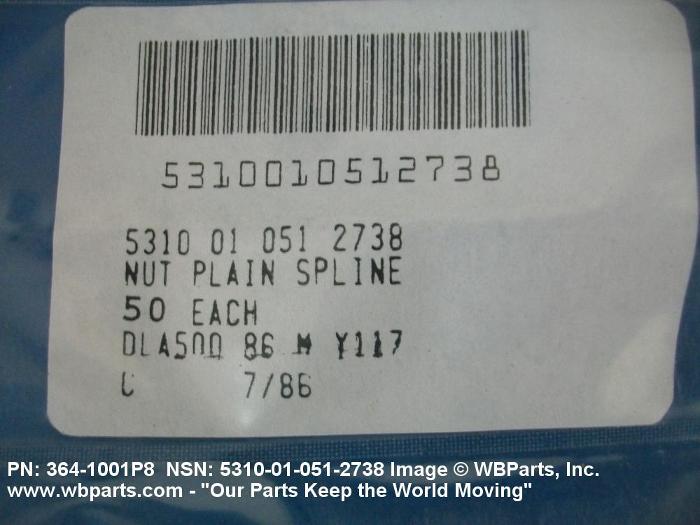 5310010512738
5310 01 051 2738
NUT PLAIN SPLINE
50 EACH
DLA500 86 M Y117
C 7/86
PN: 364-1001P8 NSN: 5310-01-051-2738 Image © WBParts, Inc.
www.wbparts.com - "Our Parts Keep the World Moving"